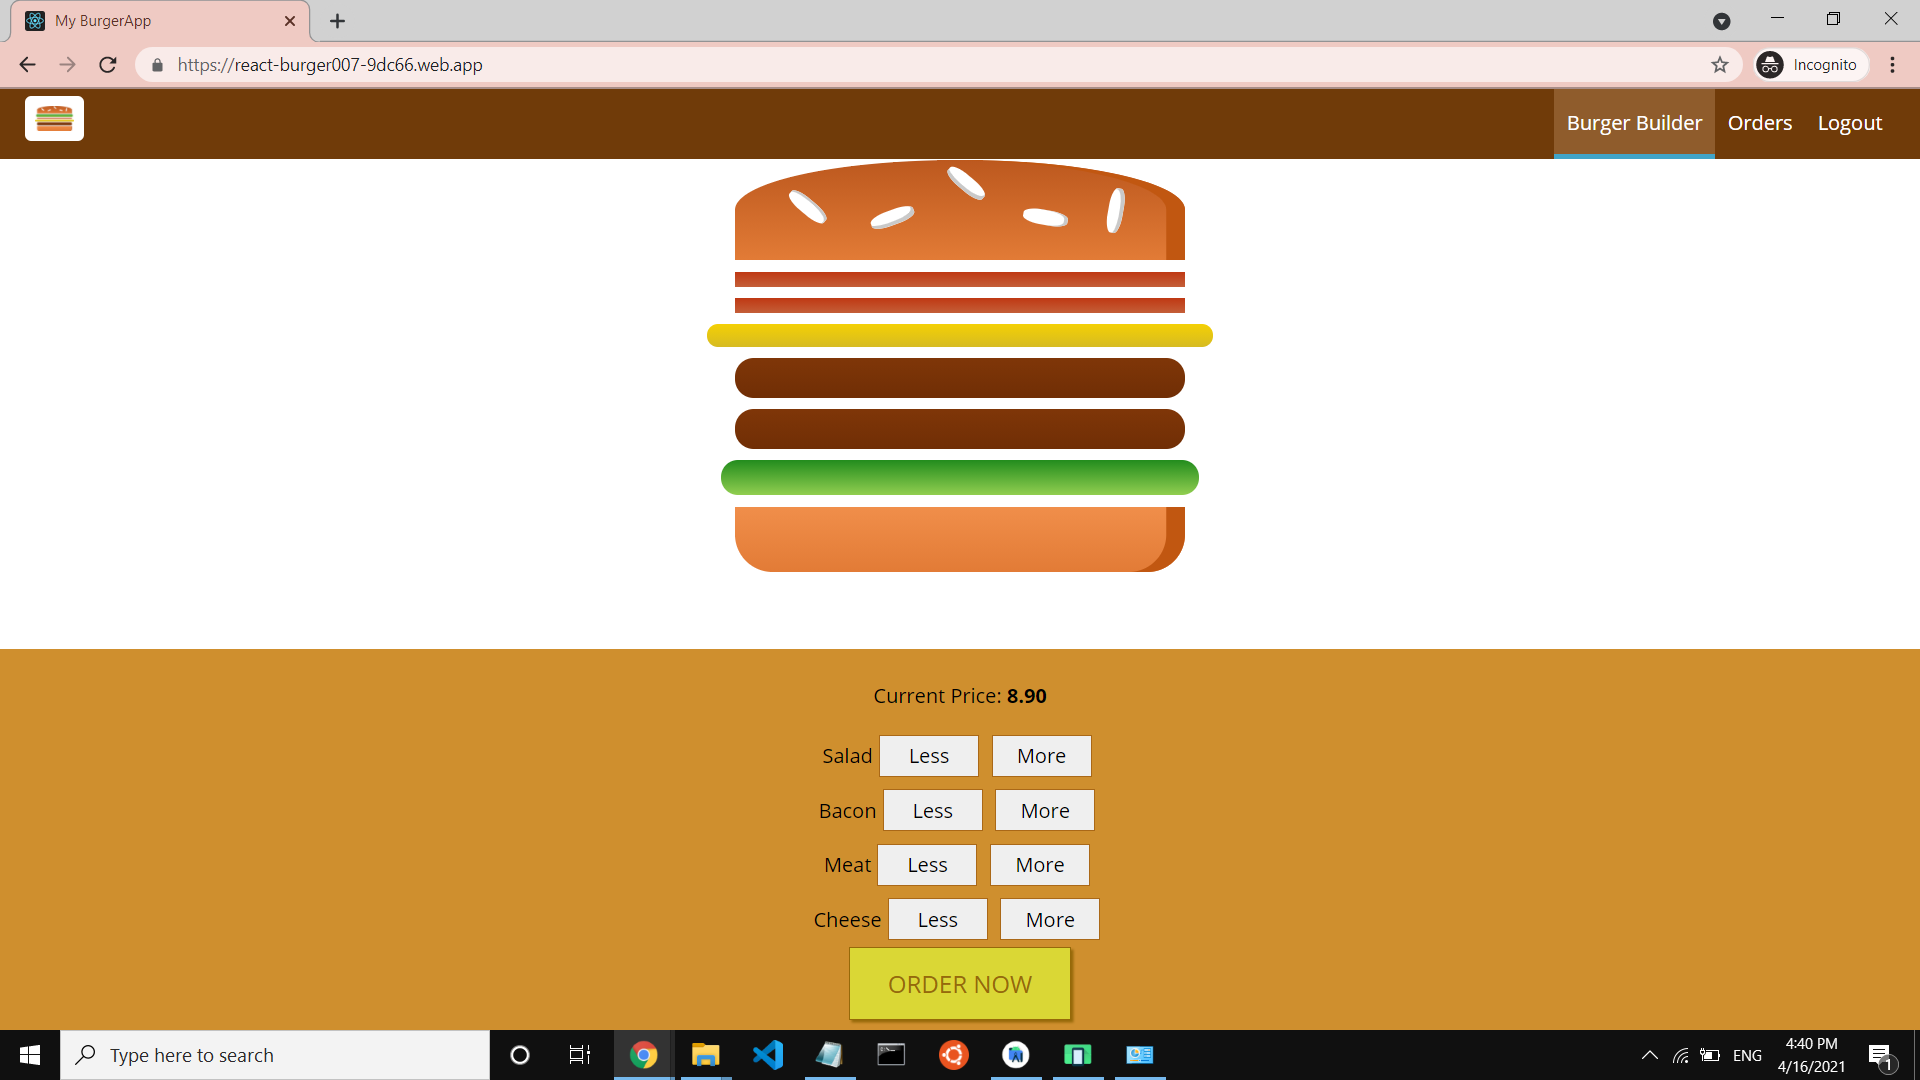 My BurgerApp
https://react-burger007-9dc66.web.app
Incognito
Burger Builder Orders Logout
Current Price: 8.90
Salad Less More
Bacon Less More
Meat Less More
Cheese Less More
ORDER NOW
Type here to search
ENG
4:40 PM
4/16/2021
1